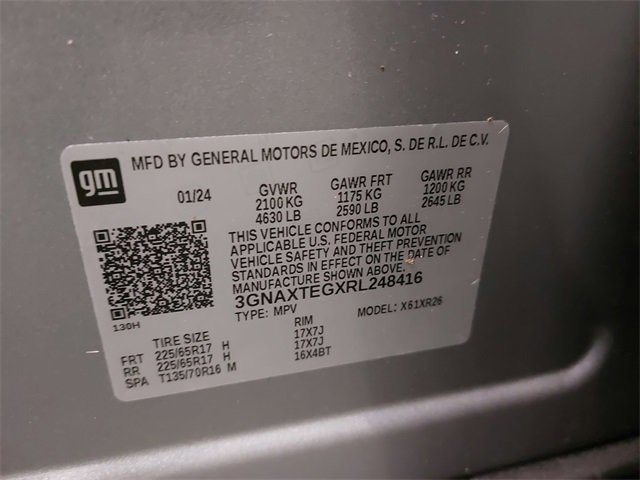 gm
MFD BY GENERAL MOTORS DE MEXICO, S. DE R.L. DE C.V.
01/24
GVWR GAWR FRT GAWR RR
2100 KG 1175 KG 1200 KG
4630 LB 2590 LB 2645 LB
THIS VEHICLE CONFORMS TO ALL
APPLICABLE U.S. FEDERAL MOTOR
VEHICLE SAFETY AND THEFT PREVENTION
STANDARDS IN EFFECT ON THE DATE OF
MANUFACTURE SHOWN ABOVE.
3GNAXTEGXRL248416
130H
TYPE: MPV MODEL: X61XR26
TIRE SIZE RIM
FRT 225/65R17 H 17X7J
RR 225/65R17 H 17X7J
SPA T135/70R16 M 16X4BT